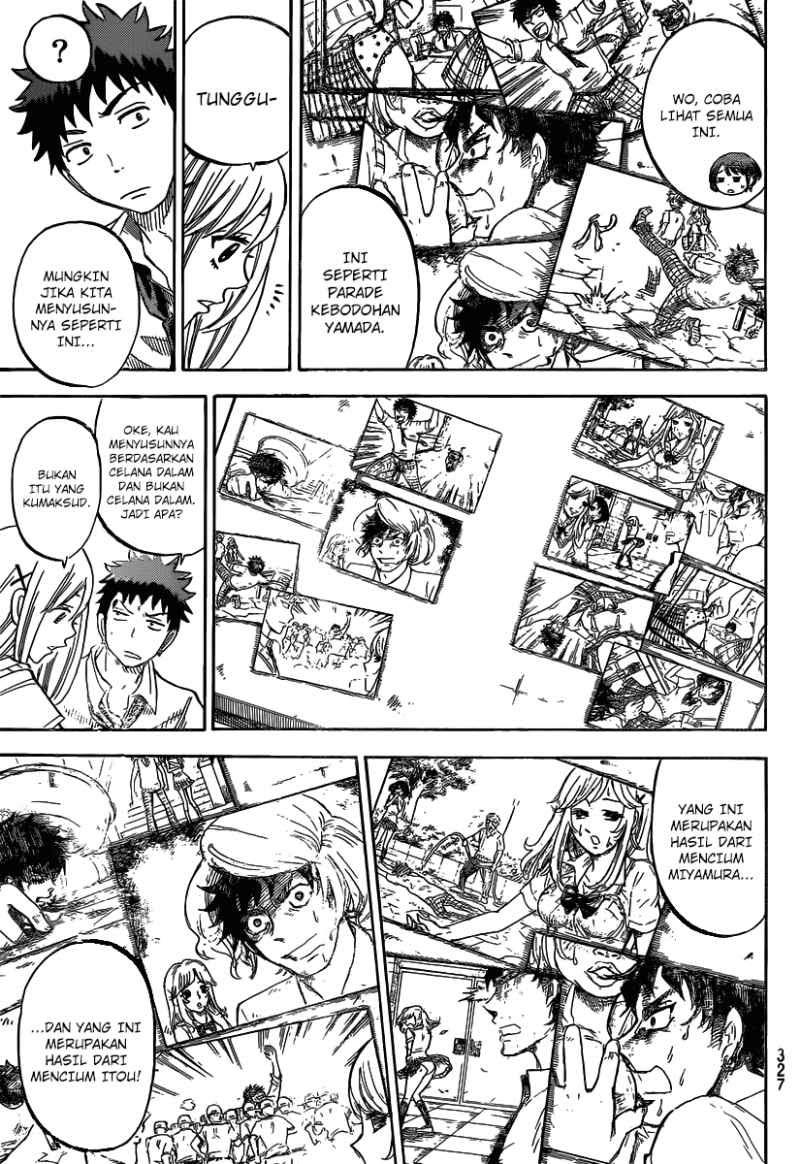 WO, COBA
LIHAT SEMUA
INI.
INI
SEPERTI
PARADE
KEBODOHAN
YAMADA.
TUNGGU-
?
MUNGKIN
JIKA KITA
MENYUSUN-
NYA SEPERTI
INI...
OKE, KAU
MENYUSUNNYA
BERDASARKAN
CELANA DALAM
DAN BUKAN
CELANA DALAM.
JADI APA?
BUKAN
ITU YANG
KUMAKSUD.
YANG INI
MERUPAKAN
HASIL DARI
MENCIUM
MIYAMURA...
...DAN YANG INI
MERUPAKAN
HASIL DARI
MENCIUM ITOU!
327